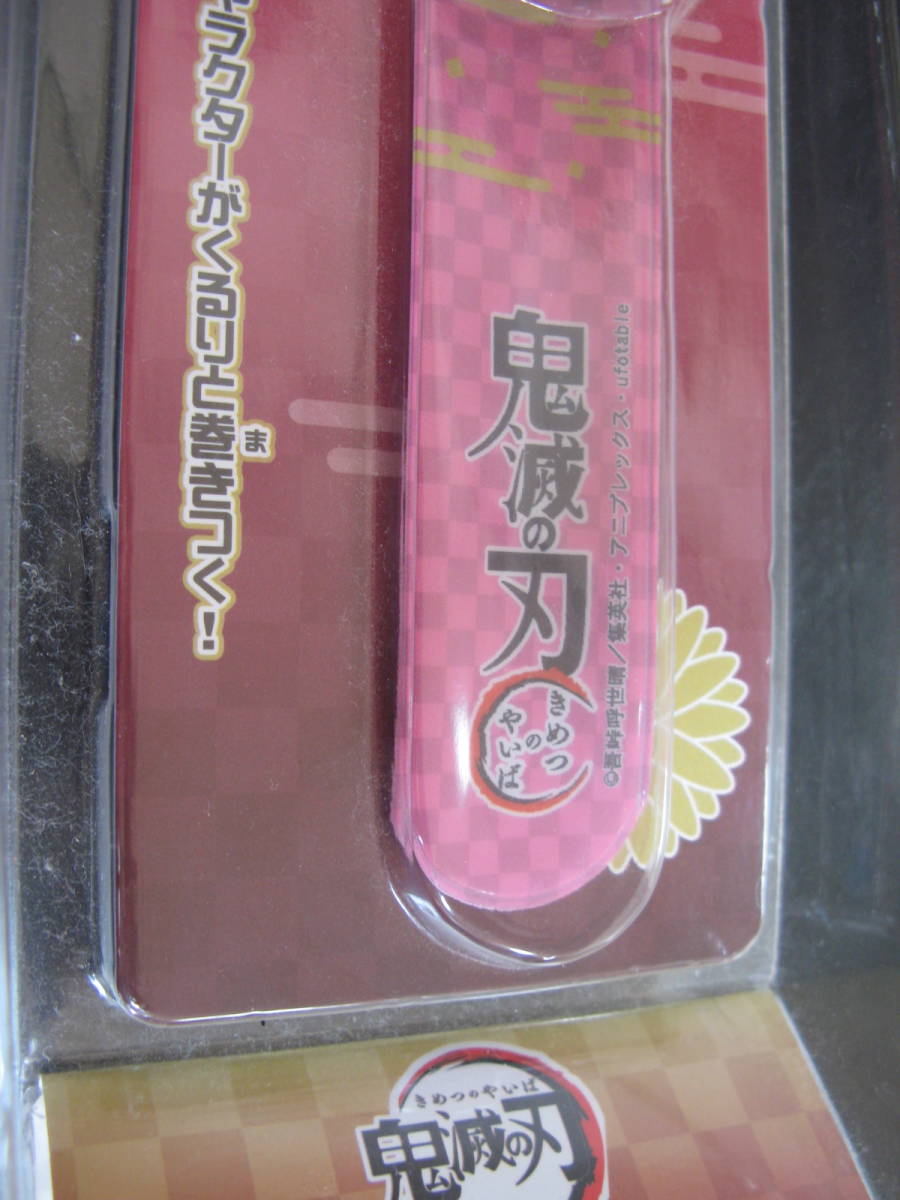 ャラクターがくるりと巻きつく!
ま
鬼滅の刃
きめつ
の
やいば
©吾峠呼世晴/集英社・アニプレックス・ufotable
きめつのやいば
鬼滅の刃